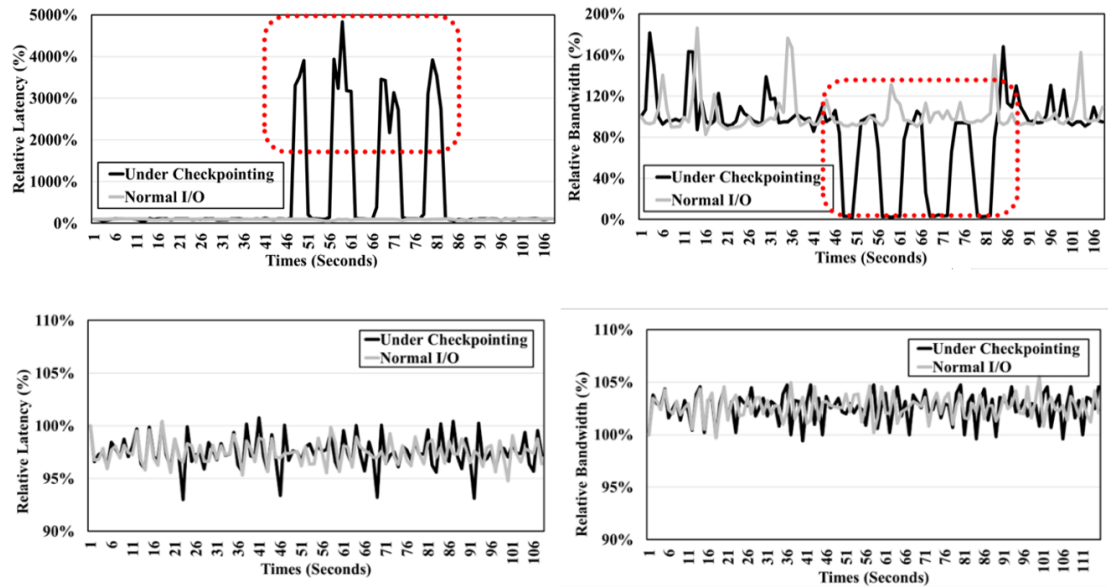 5000%
4000%
3000%
2000%
1000%
0%
Relative Latency (%)
Under Checkpointing
Normal I/O
1 6 11 16 21 26 31 36 41 46 51 56 61 66 71 76 81 86 91 96 101 106
Times (Seconds)
200%
160%
120%
80%
40%
0%
Relative Bandwidth (%)
Under Checkpointing
Normal I/O
1 6 11 16 21 26 31 36 41 46 51 56 61 66 71 76 81 86 91 96 101 106
Times (Seconds)
110%
105%
100%
95%
90%
Relative Latency (%)
Under Checkpointing
Normal I/O
1 6 11 16 21 26 31 36 41 46 51 56 61 66 71 76 81 86 91 96 101 106
Times (Seconds)
110%
105%
100%
95%
90%
Relative Bandwidth (%)
Under Checkpointing
Normal I/O
1 6 11 16 21 26 31 36 41 46 51 56 61 66 71 76 81 86 91 96 101 106 111
Times (Seconds)